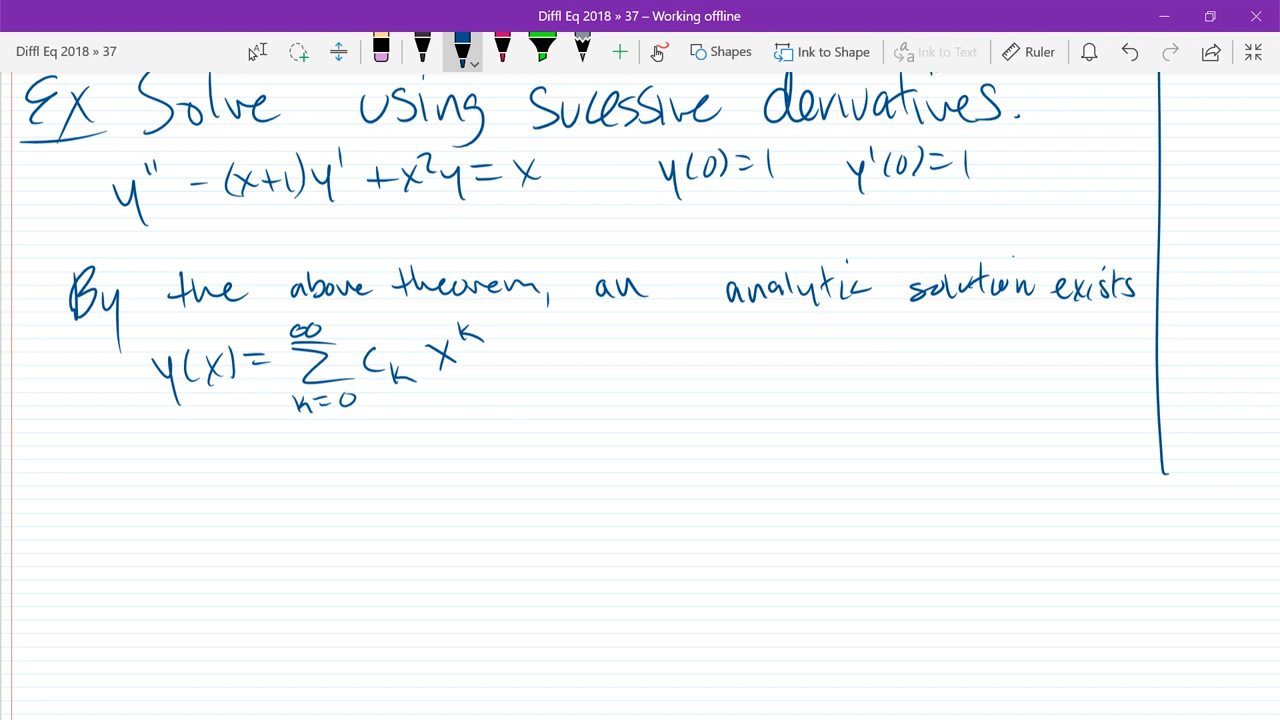 Diffl Eq 2018 » 37 – Working offline
Diffl Eq 2018 » 37
Shapes
Ink to Shape
Ink to Text
Ruler
Ex Solve using sucessive derivatives.
y" - (x+1)y' + x²y = x y(0)=1 y'(0)=1
By the above theorem, an analytic solution exists
y(x) = ∑_{k=0}^{∞} c_k x^k